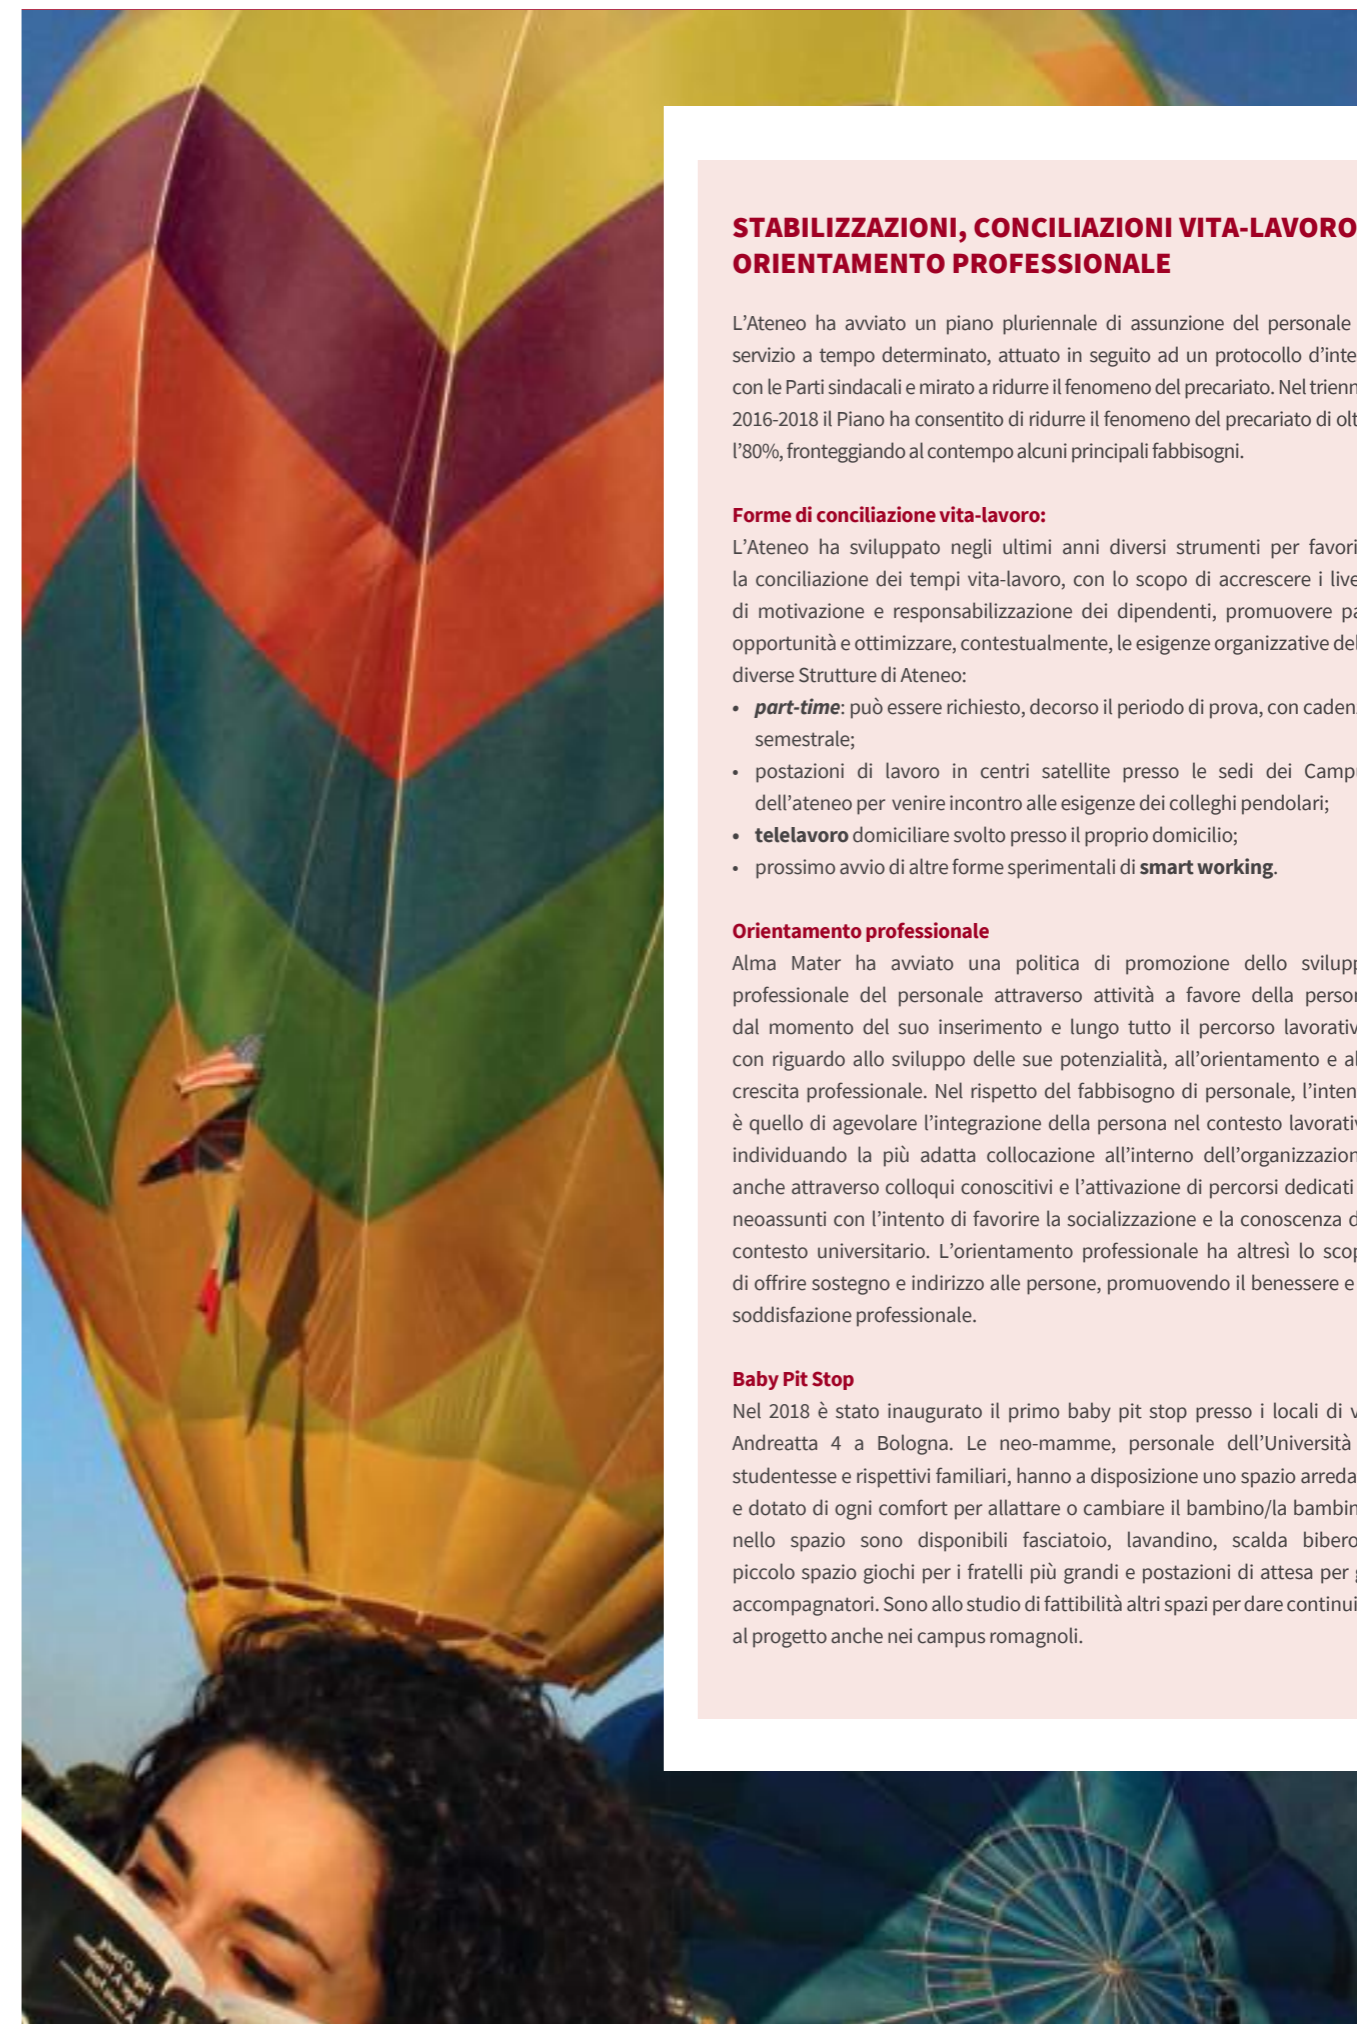 STABILIZZAZIONI, CONCILIAZIONI VITA-LAVORO
ORIENTAMENTO PROFESSIONALE
L’Ateneo ha avviato un piano pluriennale di assunzione del personale
servizio a tempo determinato, attuato in seguito ad un protocollo d’inte
con le Parti sindacali e mirato a ridurre il fenomeno del precariato. Nel trienn
2016-2018 il Piano ha consentito di ridurre il fenomeno del precariato di olt
l’80%, fronteggiando al contempo alcuni principali fabbisogni.
Forme di conciliazione vita-lavoro:
L’Ateneo ha sviluppato negli ultimi anni diversi strumenti per favori
la conciliazione dei tempi vita-lavoro, con lo scopo di accrescere i live
di motivazione e responsabilizzazione dei dipendenti, promuovere pa
opportunità e ottimizzare, contestualmente, le esigenze organizzative del
diverse Strutture di Ateneo:
• part-time: può essere richiesto, decorso il periodo di prova, con caden
semestrale;
• postazioni di lavoro in centri satellite presso le sedi dei Camp
dell’ateneo per venire incontro alle esigenze dei colleghi pendolari;
• telelavoro domiciliare svolto presso il proprio domicilio;
• prossimo avvio di altre forme sperimentali di smart working.
Orientamento professionale
Alma Mater ha avviato una politica di promozione dello svilupp
professionale del personale attraverso attività a favore della person
dal momento del suo inserimento e lungo tutto il percorso lavorativ
con riguardo allo sviluppo delle sue potenzialità, all’orientamento e al
crescita professionale. Nel rispetto del fabbisogno di personale, l’inten
è quello di agevolare l’integrazione della persona nel contesto lavorativ
individuando la più adatta collocazione all’interno dell’organizzazion
anche attraverso colloqui conoscitivi e l’attivazione di percorsi dedicati
neoassunti con l’intento di favorire la socializzazione e la conoscenza d
contesto universitario. L’orientamento professionale ha altresì lo scop
di offrire sostegno e indirizzo alle persone, promuovendo il benessere e
soddisfazione professionale.
Baby Pit Stop
Nel 2018 è stato inaugurato il primo baby pit stop presso i locali di v
Andreatta 4 a Bologna. Le neo-mamme, personale dell’Università
studentesse e rispettivi familiari, hanno a disposizione uno spazio arreda
e dotato di ogni comfort per allattare o cambiare il bambino/la bambin
nello spazio sono disponibili fasciatoio, lavandino, scalda bibero
piccolo spazio giochi per i fratelli più grandi e postazioni di attesa per g
accompagnatori. Sono allo studio di fattibilità altri spazi per dare continui
al progetto anche nei campus romagnoli.